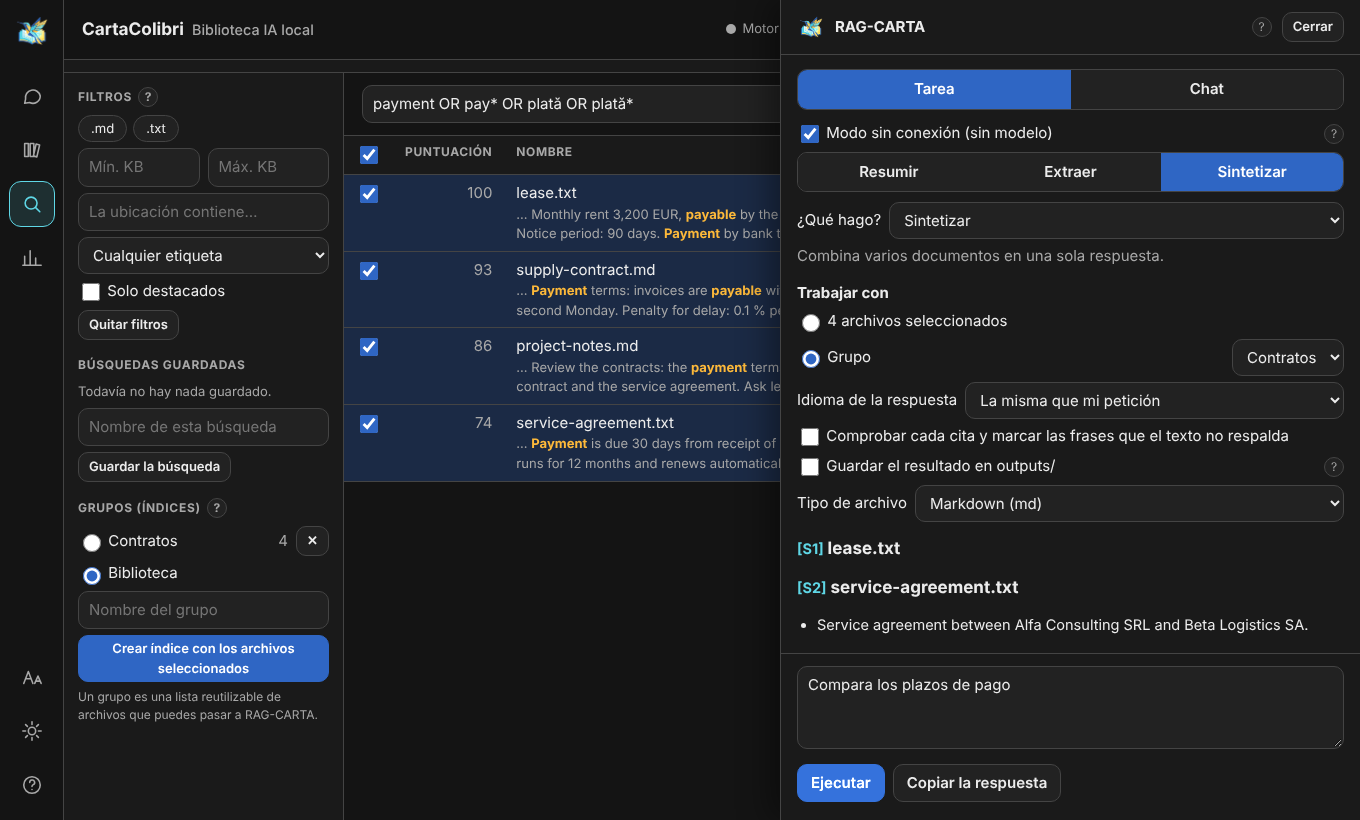 CartaColibri Biblioteca IA local
Motor
FILTROS ?
.md .txt
Mín. KB Máx. KB
La ubicación contiene...
Cualquier etiqueta
Solo destacados
Quitar filtros
BÚSQUEDAS GUARDADAS
Todavía no hay nada guardado.
Nombre de esta búsqueda
Guardar la búsqueda
GRUPOS (ÍNDICES) ?
Contratos 4 ×
Biblioteca
Nombre del grupo
Crear índice con los archivos
seleccionados
Un grupo es una lista reutilizable de
archivos que puedes pasar a RAG-CARTA.
payment OR pay* OR plată OR plată*
PUNTUACIÓN NOMBRE
100 lease.txt
... Monthly rent 3,200 EUR, payable by the
Notice period: 90 days. Payment by bank
93 supply-contract.md
... Payment terms: invoices are payable
second Monday. Penalty for delay: 0.1 %
86 project-notes.md
... Review the contracts: the payment
contract and the service agreement. Ask
74 service-agreement.txt
... Payment is due 30 days from receipt of
runs for 12 months and renews
RAG-CARTA ? Cerrar
Tarea Chat
Modo sin conexión (sin modelo) ?
Resumir Extraer Sintetizar
¿Qué hago? Sintetizar
Combina varios documentos en una sola respuesta.
Trabajar con
4 archivos seleccionados
Grupo Contratos
Idioma de la respuesta La misma que mi petición
Comprobar cada cita y marcar las frases que el texto no respalda
Guardar el resultado en outputs/ ?
Tipo de archivo Markdown (md)
[S1] lease.txt
[S2] service-agreement.txt
• Service agreement between Alfa Consulting SRL and Beta Logistics SA.
Compara los plazos de pago
Ejecutar Copiar la respuesta
AA
?